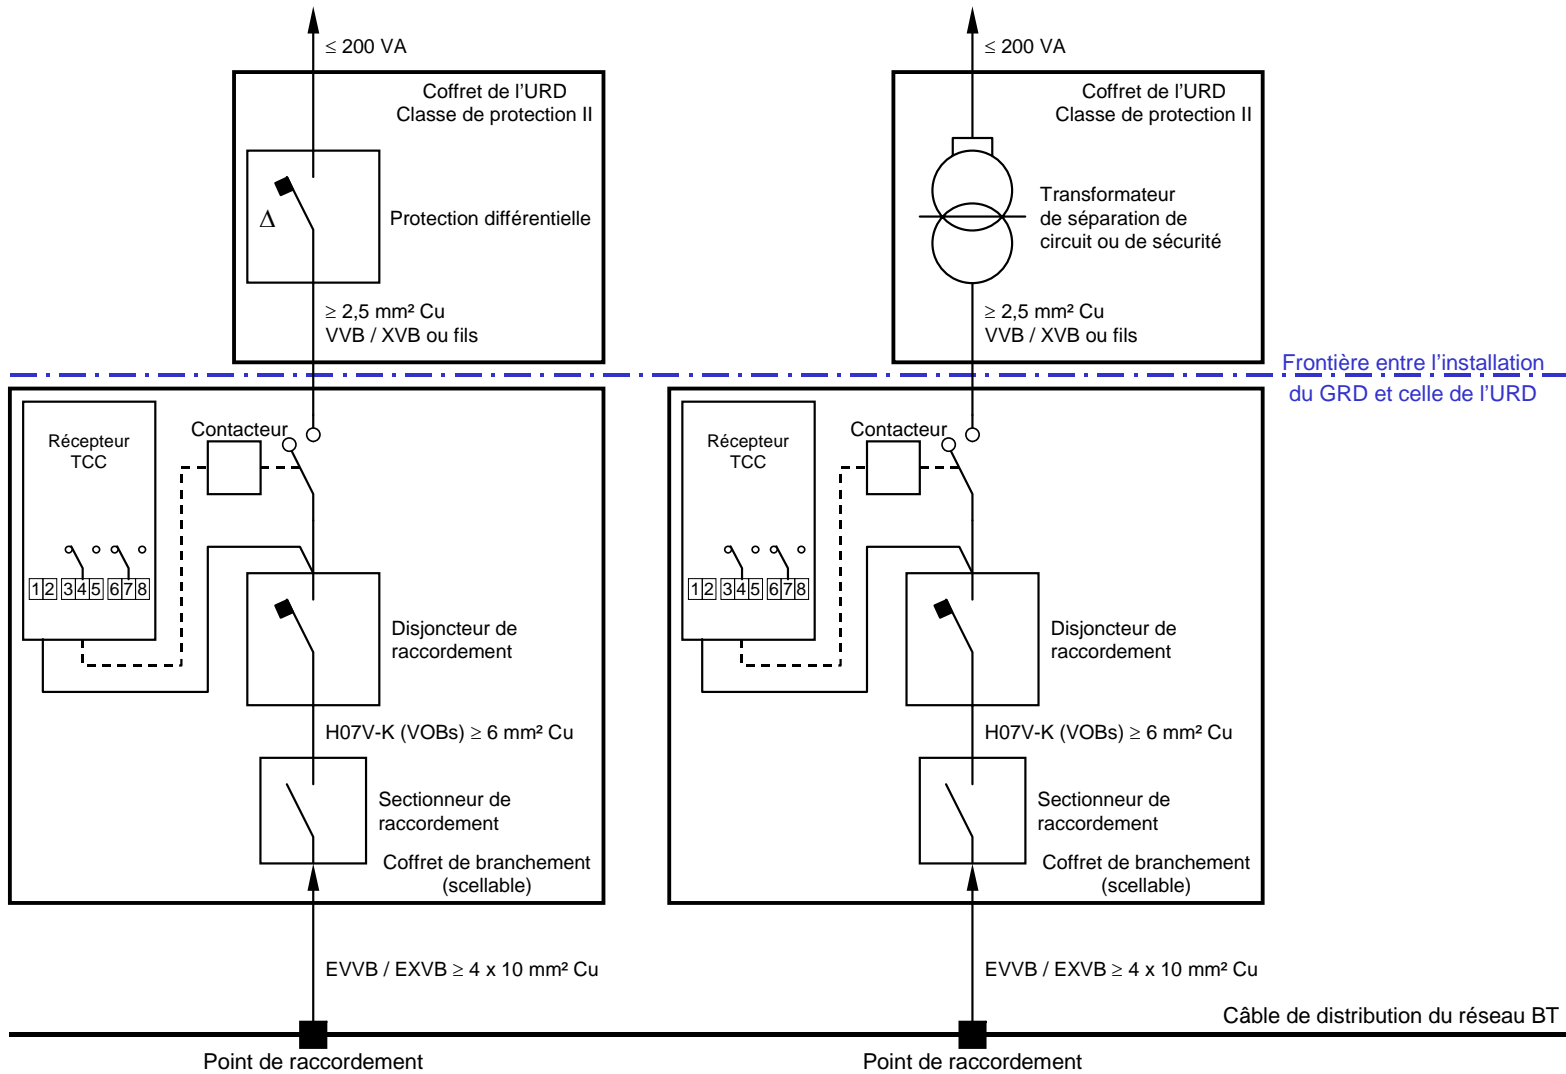 ≤ 200 VA
Coffret de l'URD
Classe de protection II
Δ
Protection différentielle
≥ 2,5 mm² Cu
VVB / XVB ou fils
≤ 200 VA
Coffret de l'URD
Classe de protection II
Transformateur
de séparation de
circuit ou de sécurité
≥ 2,5 mm² Cu
VVB / XVB ou fils
Frontière entre l'installation
du GRD et celle de l'URD
Récepteur
TCC
Contacteur
1 2 3 4 5 6 7 8
Disjoncteur de
raccordement
H07V-K (VOBs) ≥ 6 mm² Cu
Sectionneur de
raccordement
Coffret de branchement
(scellable)
EVVB / EXVB ≥ 4 x 10 mm² Cu
Point de raccordement
Récepteur
TCC
Contacteur
1 2 3 4 5 6 7 8
Disjoncteur de
raccordement
H07V-K (VOBs) ≥ 6 mm² Cu
Sectionneur de
raccordement
Coffret de branchement
(scellable)
EVVB / EXVB ≥ 4 x 10 mm² Cu
Câble de distribution du réseau BT
Point de raccordement